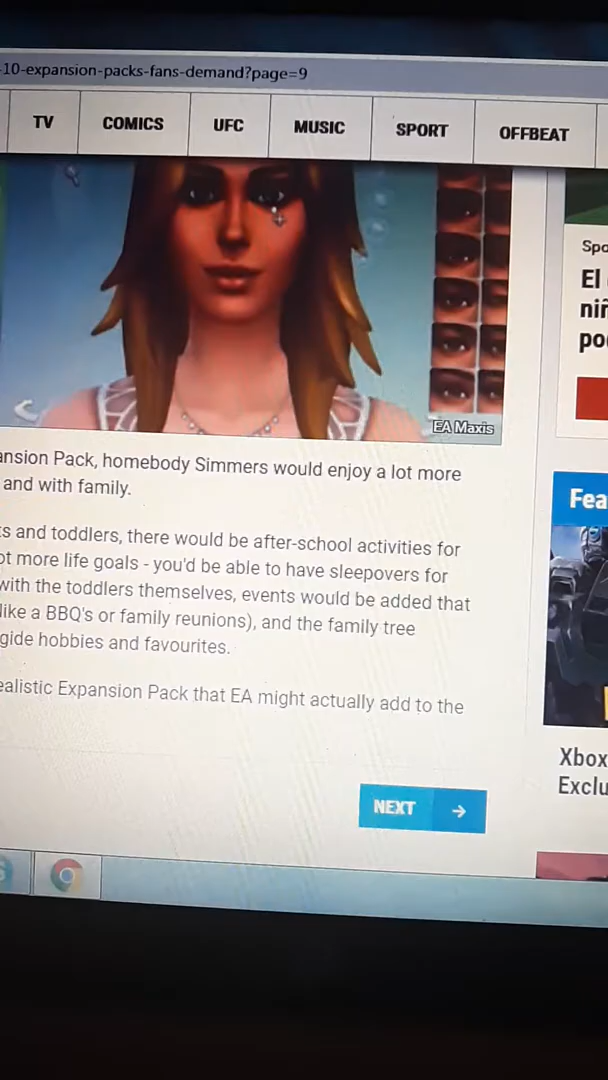 -10-expansion-packs-fans-demand?page=9
TV COMICS UFC MUSIC SPORT OFFBEAT
EA Maxis
ansion Pack, homebody Simmers would enjoy a lot more
and with family.
ts and toddlers, there would be after-school activities for
ot more life goals - you'd be able to have sleepovers for
with the toddlers themselves, events would be added that
like a BBQ's or family reunions), and the family tree
gide hobbies and favourites.
ealistic Expansion Pack that EA might actually add to the
NEXT
Spo
El
niñ
po
Fea
Xbox
Exclu